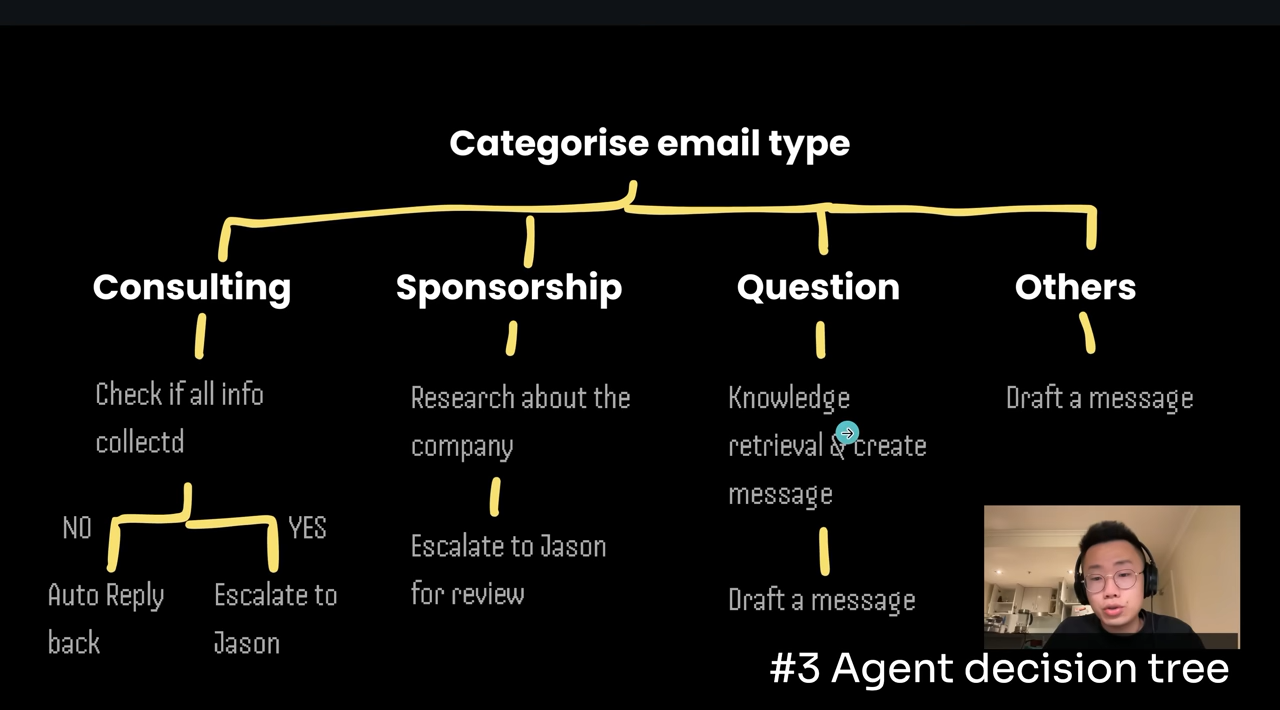 Categorise email type
Consulting
Sponsorship
Question
Others
Check if all info
collectd
NO
YES
Auto Reply
back
Escalate to
Jason
Research about the
company
Escalate to Jason
for review
Knowledge
retrieval & create
message
Draft a message
Draft a message
#3 Agent decision tree